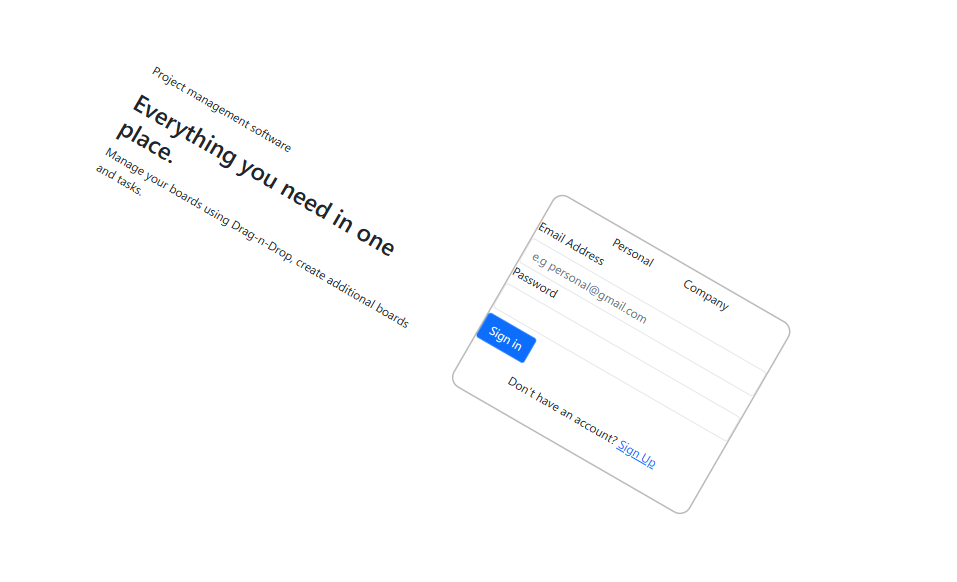 Project management software
Everything you need in one
place.
Manage your boards using Drag-n-Drop, create additional boards
and tasks.
Personal
Company
Email Address
e.g personal@gmail.com
Password
Sign in
Don't have an account? Sign Up